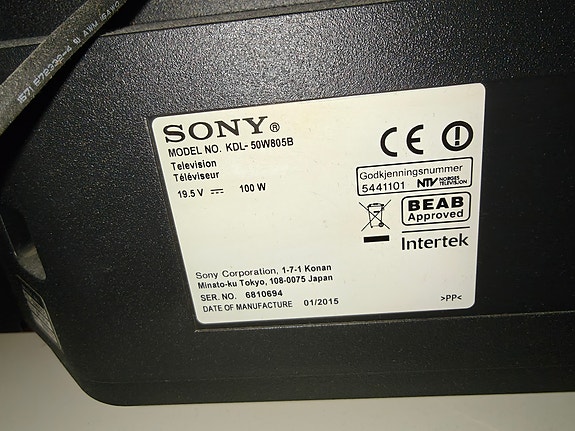 SONY®
MODEL NO. KDL-50W805B
Television
Téléviseur
19.5 V ⎓ 100 W
CE
Godkjenningsnummer
5441101 NTV NORGES TELEVISION
BEAB
Approved
Intertek
Sony Corporation, 1-7-1 Konan
Minato-ku Tokyo, 108-0075 Japan
SER. NO. 6810694
DATE OF MANUFACTURE 01/2015
>PP<